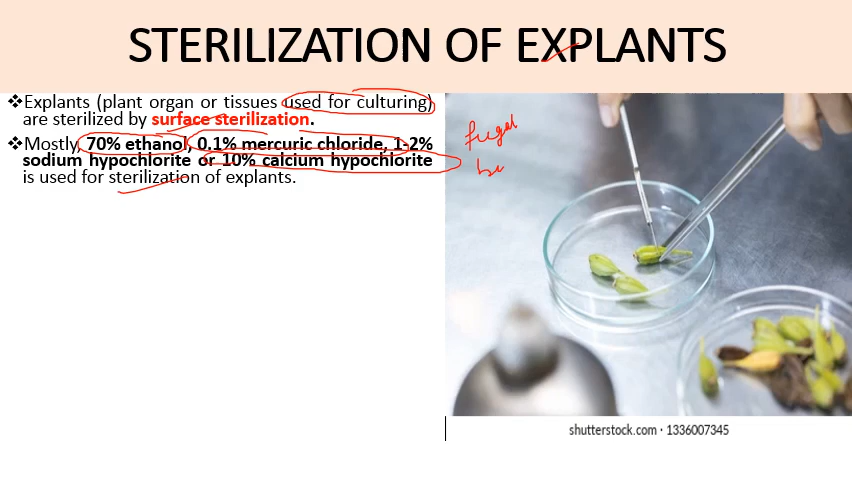 STERILIZATION OF EXPLANTS
❖Explants (plant organ or tissues used for culturing)
are sterilized by surface sterilization.
❖Mostly, 70% ethanol, 0.1% mercuric chloride, 1-2%
sodium hypochlorite or 10% calcium hypochlorite
is used for sterilization of explants.
shutterstock.com · 1336007345